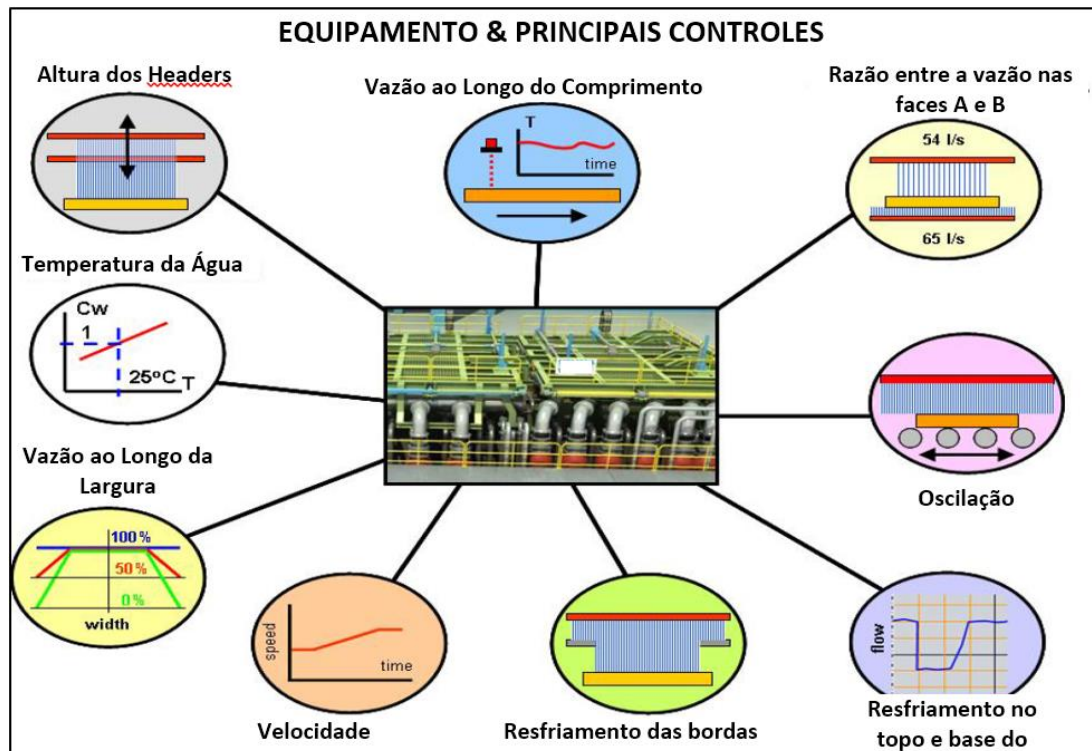 EQUIPAMENTO & PRINCIPAIS CONTROLES
Altura dos Headers
Vazão ao Longo do Comprimento
T
time
Razão entre a vazão nas
faces A e B
54 l/s
65 l/s
Temperatura da Água
Cw
1
25ºC
T
Oscilação
Vazão ao Longo da
Largura
100 %
50 %
0 %
width
speed
time
Velocidade
Resfriamento das bordas
flow
Resfriamento no
topo e base do